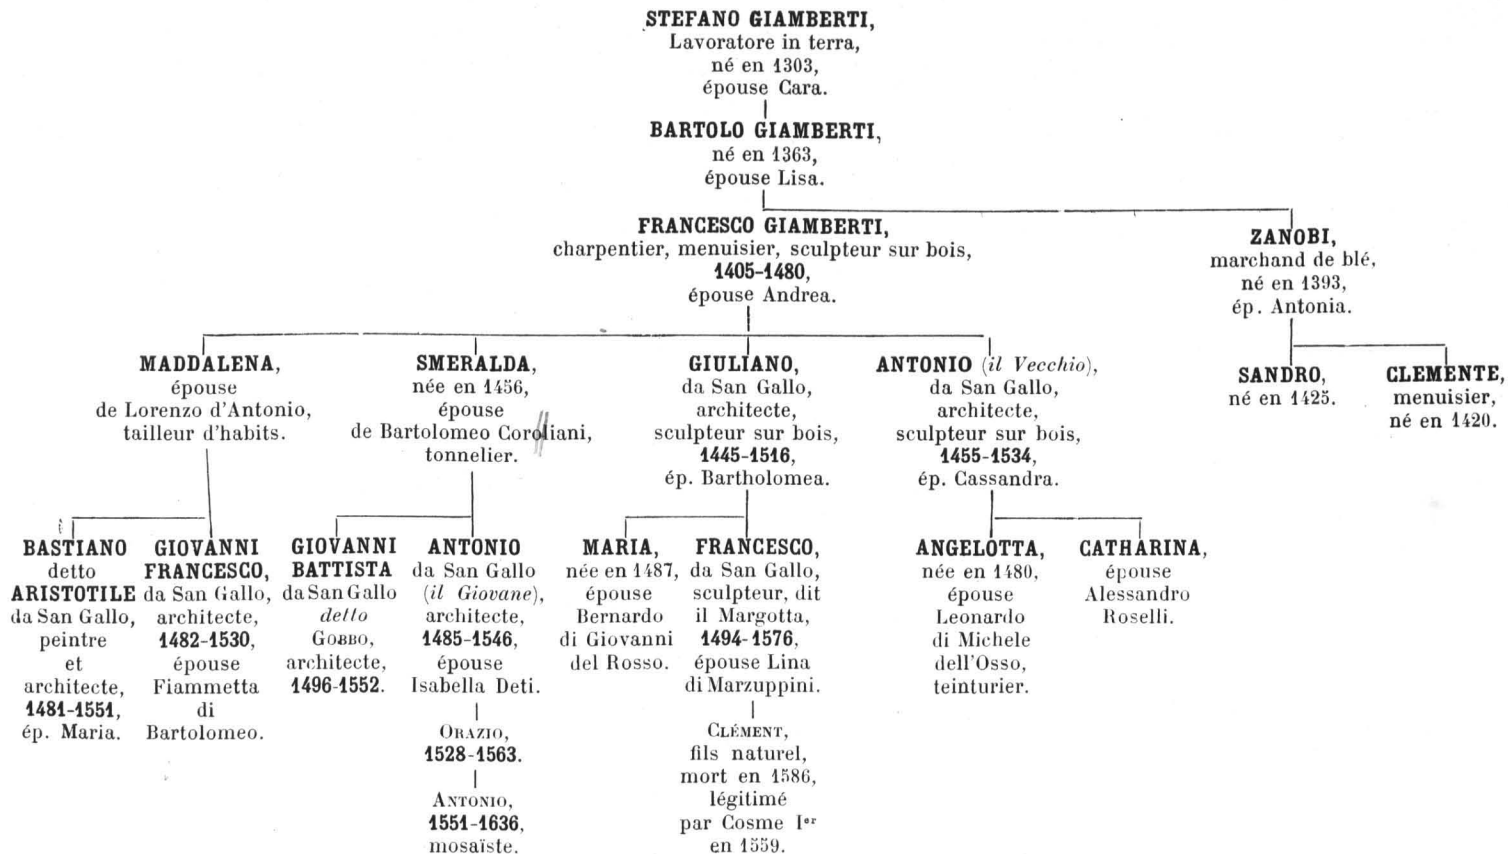 STEFANO GIAMBERTI,
Lavoratore in terra,
né en 1303,
épouse Cara.
BARTOLO GIAMBERTI,
né en 1363,
épouse Lisa.
FRANCESCO GIAMBERTI,
charpentier, menuisier, sculpteur sur bois,
1405-1480,
épouse Andrea.
ZANOBI,
marchand de blé,
né en 1393,
ép. Antonia.
MADDALENA,
épouse
de Lorenzo d'Antonio,
tailleur d'habits.
SMERALDA,
née en 1456,
épouse
de Bartolomeo Coroliani,
tonnelier.
GIULIANO,
da San Gallo,
architecte,
sculpteur sur bois,
1445-1516,
ép. Bartholomea.
ANTONIO (il Vecchio),
da San Gallo,
architecte,
sculpteur sur bois,
1455-1534,
ép. Cassandra.
SANDRO,
né en 1425.
CLEMENTE,
menuisier,
né en 1420.
BASTIANO
detto
ARISTOTILE
da San Gallo,
peintre
et
architecte,
1481-1551,
ép. Maria.
GIOVANNI
FRANCESCO,
da San Gallo,
architecte,
1482-1530,
épouse
Fiammetta
di
Bartolomeo.
GIOVANNI
BATTISTA
da San Gallo
detto
GOBBO,
architecte,
1496-1552.
ANTONIO
da San Gallo
(il Giovane),
architecte,
1485-1546,
épouse
Isabella Deti.
ORAZIO,
1528-1563.
ANTONIO,
1551-1636,
mosaïste.
MARIA,
née en 1487,
épouse
Bernardo
di Giovanni
del Rosso.
FRANCESCO,
da San Gallo,
sculpteur, dit
il Margotta,
1494-1576,
épouse Lina
di Marzuppini.
CLÉMENT,
fils naturel,
mort en 1586,
légitimé
par Cosme Ier
en 1559.
ANGELOTTA,
née en 1480,
épouse
Leonardo
di Michele
dell'Osso,
teinturier.
CATHARINA,
épouse
Alessandro
Roselli.